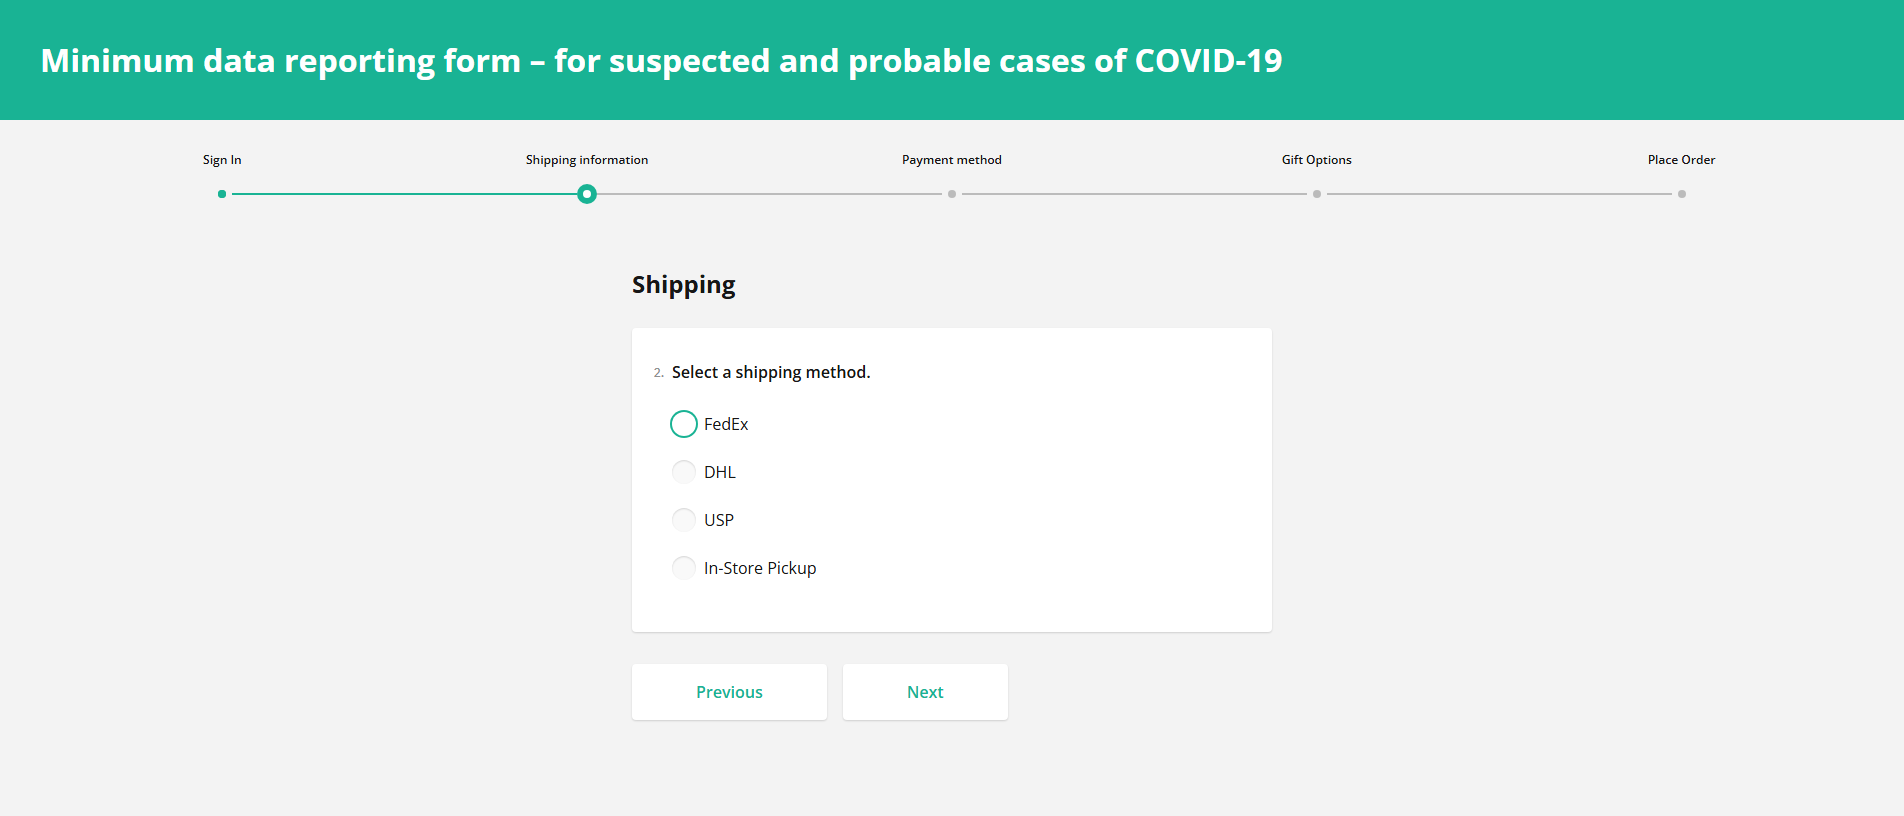 Minimum data reporting form – for suspected and probable cases of COVID-19
Sign In
Shipping information
Payment method
Gift Options
Place Order
Shipping
2. Select a shipping method.
FedEx
DHL
USP
In-Store Pickup
Previous
Next